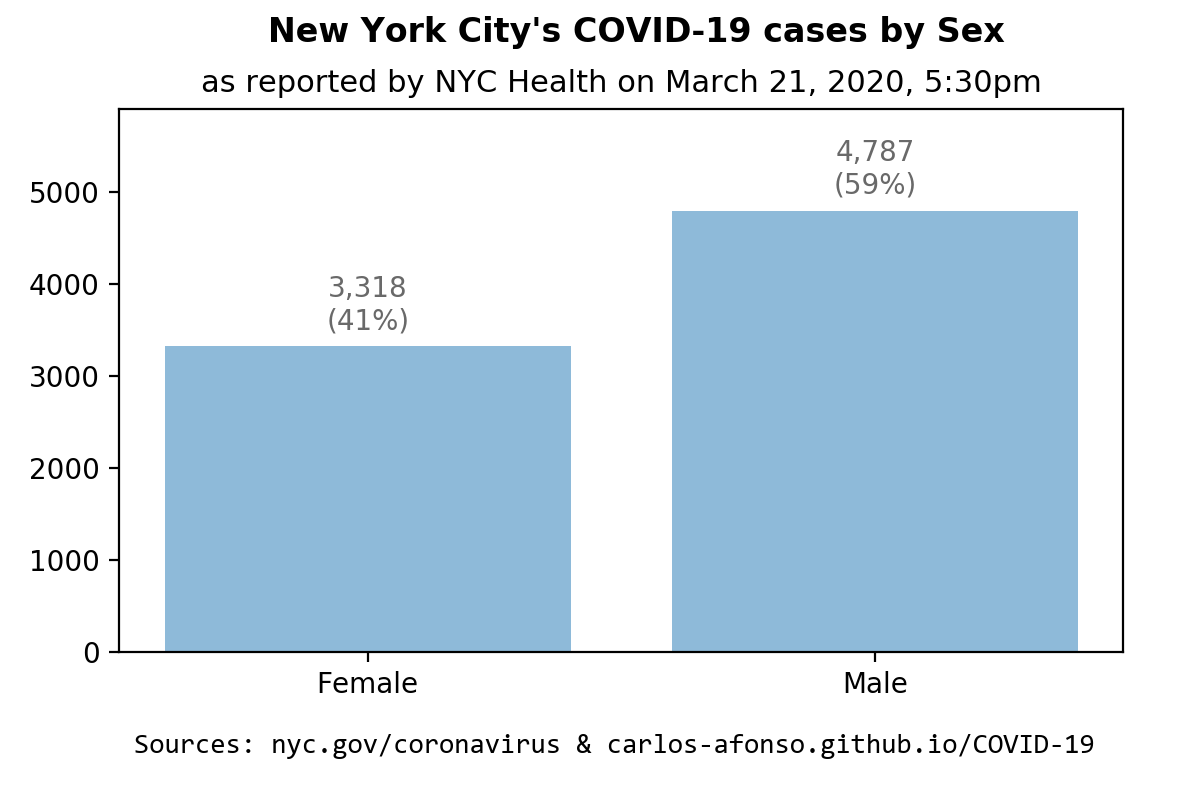 New York City's COVID-19 cases by Sex
as reported by NYC Health on March 21, 2020, 5:30pm
4,787
(59%)
5000
4000
3,318
(41%)
3000
2000
1000
0
Female
Male
Sources: nyc.gov/coronavirus & carlos-afonso.github.io/COVID-19